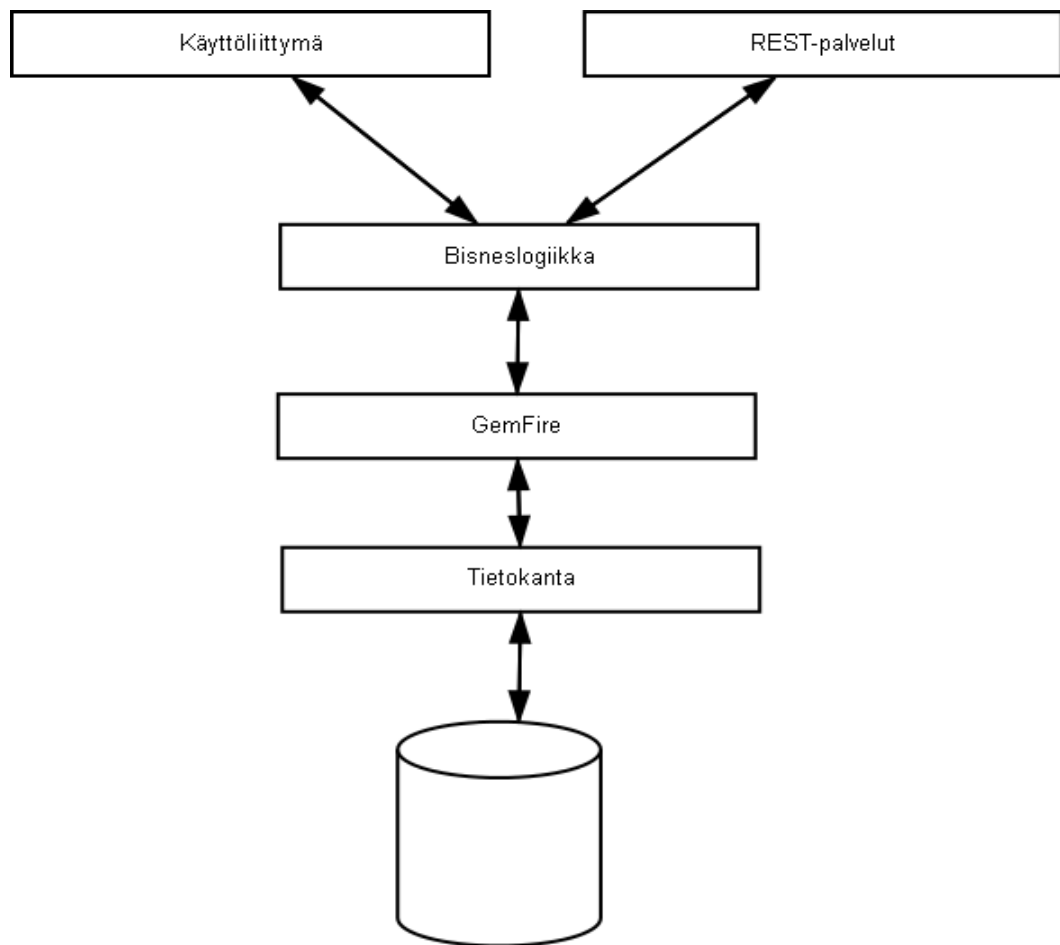 Käyttöliittymä
REST-palvelut
Bisneslogiikka
GemFire
Tietokanta